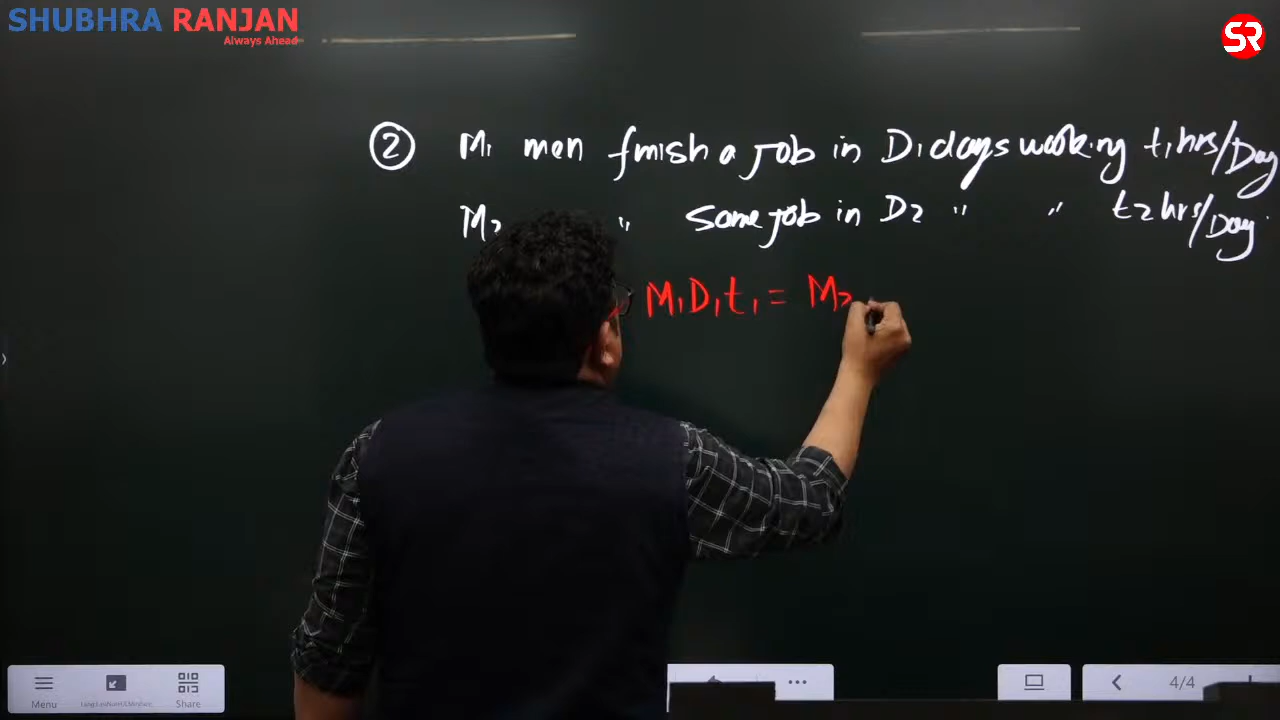 SHUBHRA RANJAN
Always Ahead
SR
② M1 men finish a job in D1 days working t1 hrs/Day
M2 " same job in D2 " " t2 hrs/Day
M1D1t1 = M2
Menu
Share
4/4